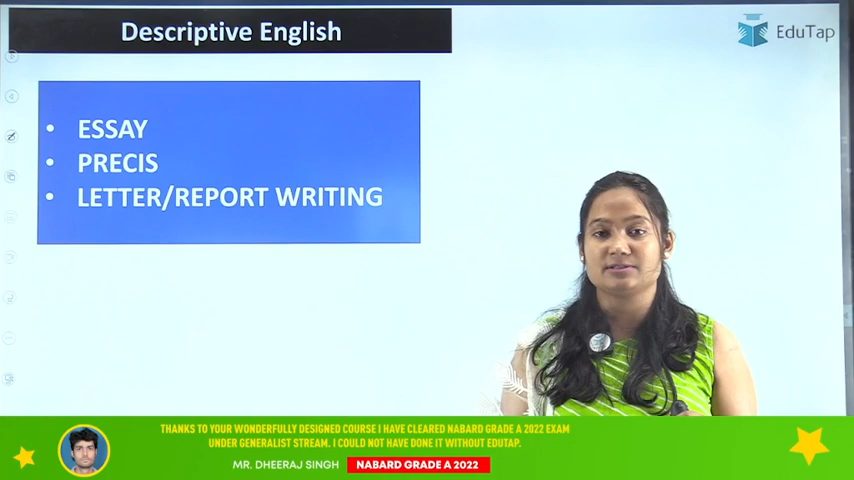 Descriptive English
EduTap
• ESSAY
• PRECIS
• LETTER/REPORT WRITING
THANKS TO YOUR WONDERFULLY DESIGNED COURSE I HAVE CLEARED NABARD GRADE A 2022 EXAM
UNDER GENERALIST STREAM. I COULD NOT HAVE DONE IT WITHOUT EDUTAP.
MR. DHEERAJ SINGH NABARD GRADE A 2022